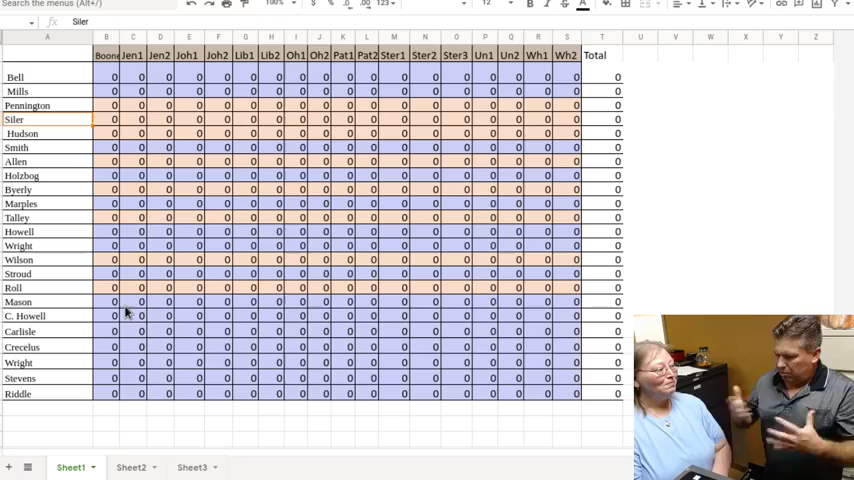 Search the menus (Alt+/) 100% $ % .0 .00 123 12
Siler
A B C D E F G H I J K L M N O P Q R S T U V W X Y Z
Boone Jen1 Jen2 Joh1 Joh2 Lib1 Lib2 Oh1 Oh2 Pat1 Pat2 Ster1 Ster2 Ster3 Un1 Un2 Wh1 Wh2 Total
Bell 0 0 0 0 0 0 0 0 0 0 0 0 0 0 0 0 0 0 0
Mills 0 0 0 0 0 0 0 0 0 0 0 0 0 0 0 0 0 0 0
Pennington 0 0 0 0 0 0 0 0 0 0 0 0 0 0 0 0 0 0 0
Siler 0 0 0 0 0 0 0 0 0 0 0 0 0 0 0 0 0 0 0
Hudson 0 0 0 0 0 0 0 0 0 0 0 0 0 0 0 0 0 0 0
Smith 0 0 0 0 0 0 0 0 0 0 0 0 0 0 0 0 0 0 0
Allen 0 0 0 0 0 0 0 0 0 0 0 0 0 0 0 0 0 0 0
Holzbog 0 0 0 0 0 0 0 0 0 0 0 0 0 0 0 0 0 0 0
Byerly 0 0 0 0 0 0 0 0 0 0 0 0 0 0 0 0 0 0 0
Marples 0 0 0 0 0 0 0 0 0 0 0 0 0 0 0 0 0 0 0
Talley 0 0 0 0 0 0 0 0 0 0 0 0 0 0 0 0 0 0 0
Howell 0 0 0 0 0 0 0 0 0 0 0 0 0 0 0 0 0 0 0
Wright 0 0 0 0 0 0 0 0 0 0 0 0 0 0 0 0 0 0 0
Wilson 0 0 0 0 0 0 0 0 0 0 0 0 0 0 0 0 0 0 0
Stroud 0 0 0 0 0 0 0 0 0 0 0 0 0 0 0 0 0 0 0
Roll 0 0 0 0 0 0 0 0 0 0 0 0 0 0 0 0 0 0 0
Mason 0 0 0 0 0 0 0 0 0 0 0 0 0 0 0 0 0 0 0
C. Howell 0 0 0 0 0 0 0 0 0 0 0 0 0 0 0 0 0 0 0
Carlisle 0 0 0 0 0 0 0 0 0 0 0 0 0 0 0 0 0 0 0
Crecelus 0 0 0 0 0 0 0 0 0 0 0 0 0 0 0 0 0 0 0
Wright 0 0 0 0 0 0 0 0 0 0 0 0 0 0 0 0 0 0 0
Stevens 0 0 0 0 0 0 0 0 0 0 0 0 0 0 0 0 0 0 0
Riddle 0 0 0 0 0 0 0 0 0 0 0 0 0 0 0 0 0 0 0
Sheet1 Sheet2 Sheet3